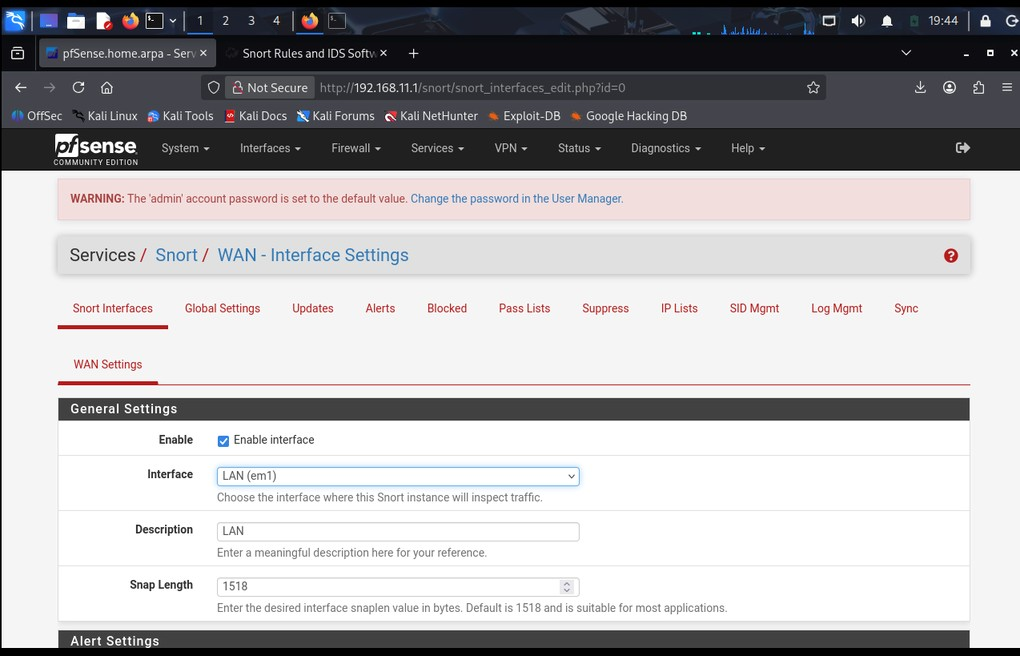 1 2 3 4 19:44
pfSense.home.arpa - Serv Snort Rules and IDS Softw
Not Secure http://192.168.11.1/snort/snort_interfaces_edit.php?id=0
OffSec Kali Linux Kali Tools Kali Docs Kali Forums Kali NetHunter Exploit-DB Google Hacking DB
pfsense System Interfaces Firewall Services VPN Status Diagnostics Help
COMMUNITY EDITION
WARNING: The 'admin' account password is set to the default value. Change the password in the User Manager.
Services / Snort / WAN - Interface Settings
Snort Interfaces Global Settings Updates Alerts Blocked Pass Lists Suppress IP Lists SID Mgmt Log Mgmt Sync
WAN Settings
General Settings
Enable Enable interface
Interface LAN (em1)
Choose the interface where this Snort instance will inspect traffic.
Description LAN
Enter a meaningful description here for your reference.
Snap Length 1518
Enter the desired interface snaplen value in bytes. Default is 1518 and is suitable for most applications.
Alert Settings